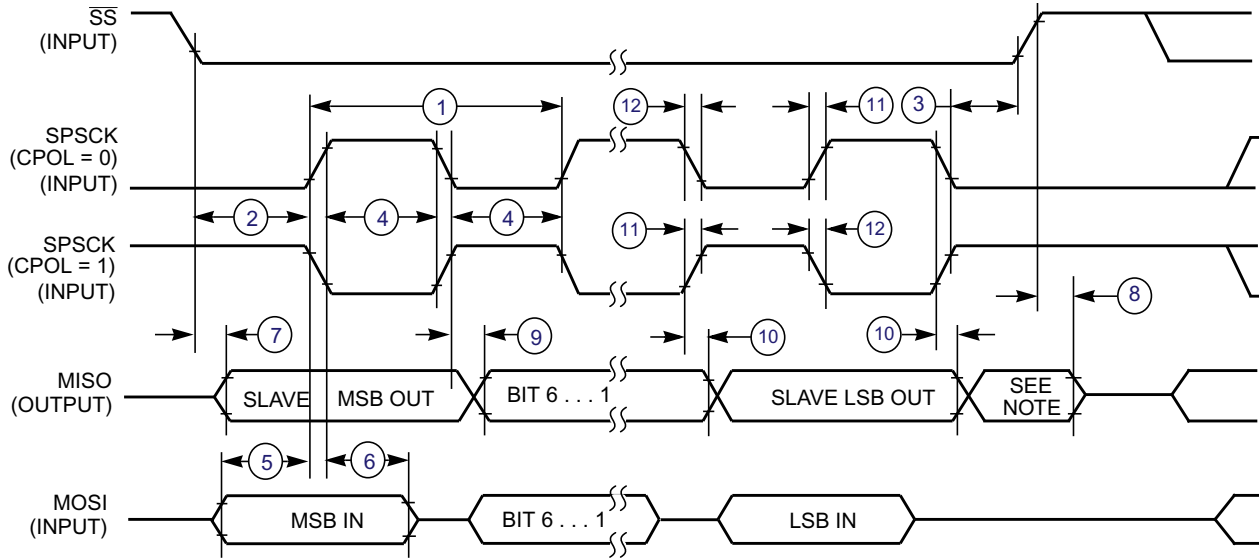 SS
(INPUT)
1
12
11
3
SPSCK
(CPOL = 0)
(INPUT)
2
4
4
11
12
SPSCK
(CPOL = 1)
(INPUT)
8
7
9
10
10
MISO
(OUTPUT)
SLAVE MSB OUT
BIT 6 . . . 1
SLAVE LSB OUT
SEE
NOTE
5
6
MOSI
(INPUT)
MSB IN
BIT 6 . . . 1
LSB IN